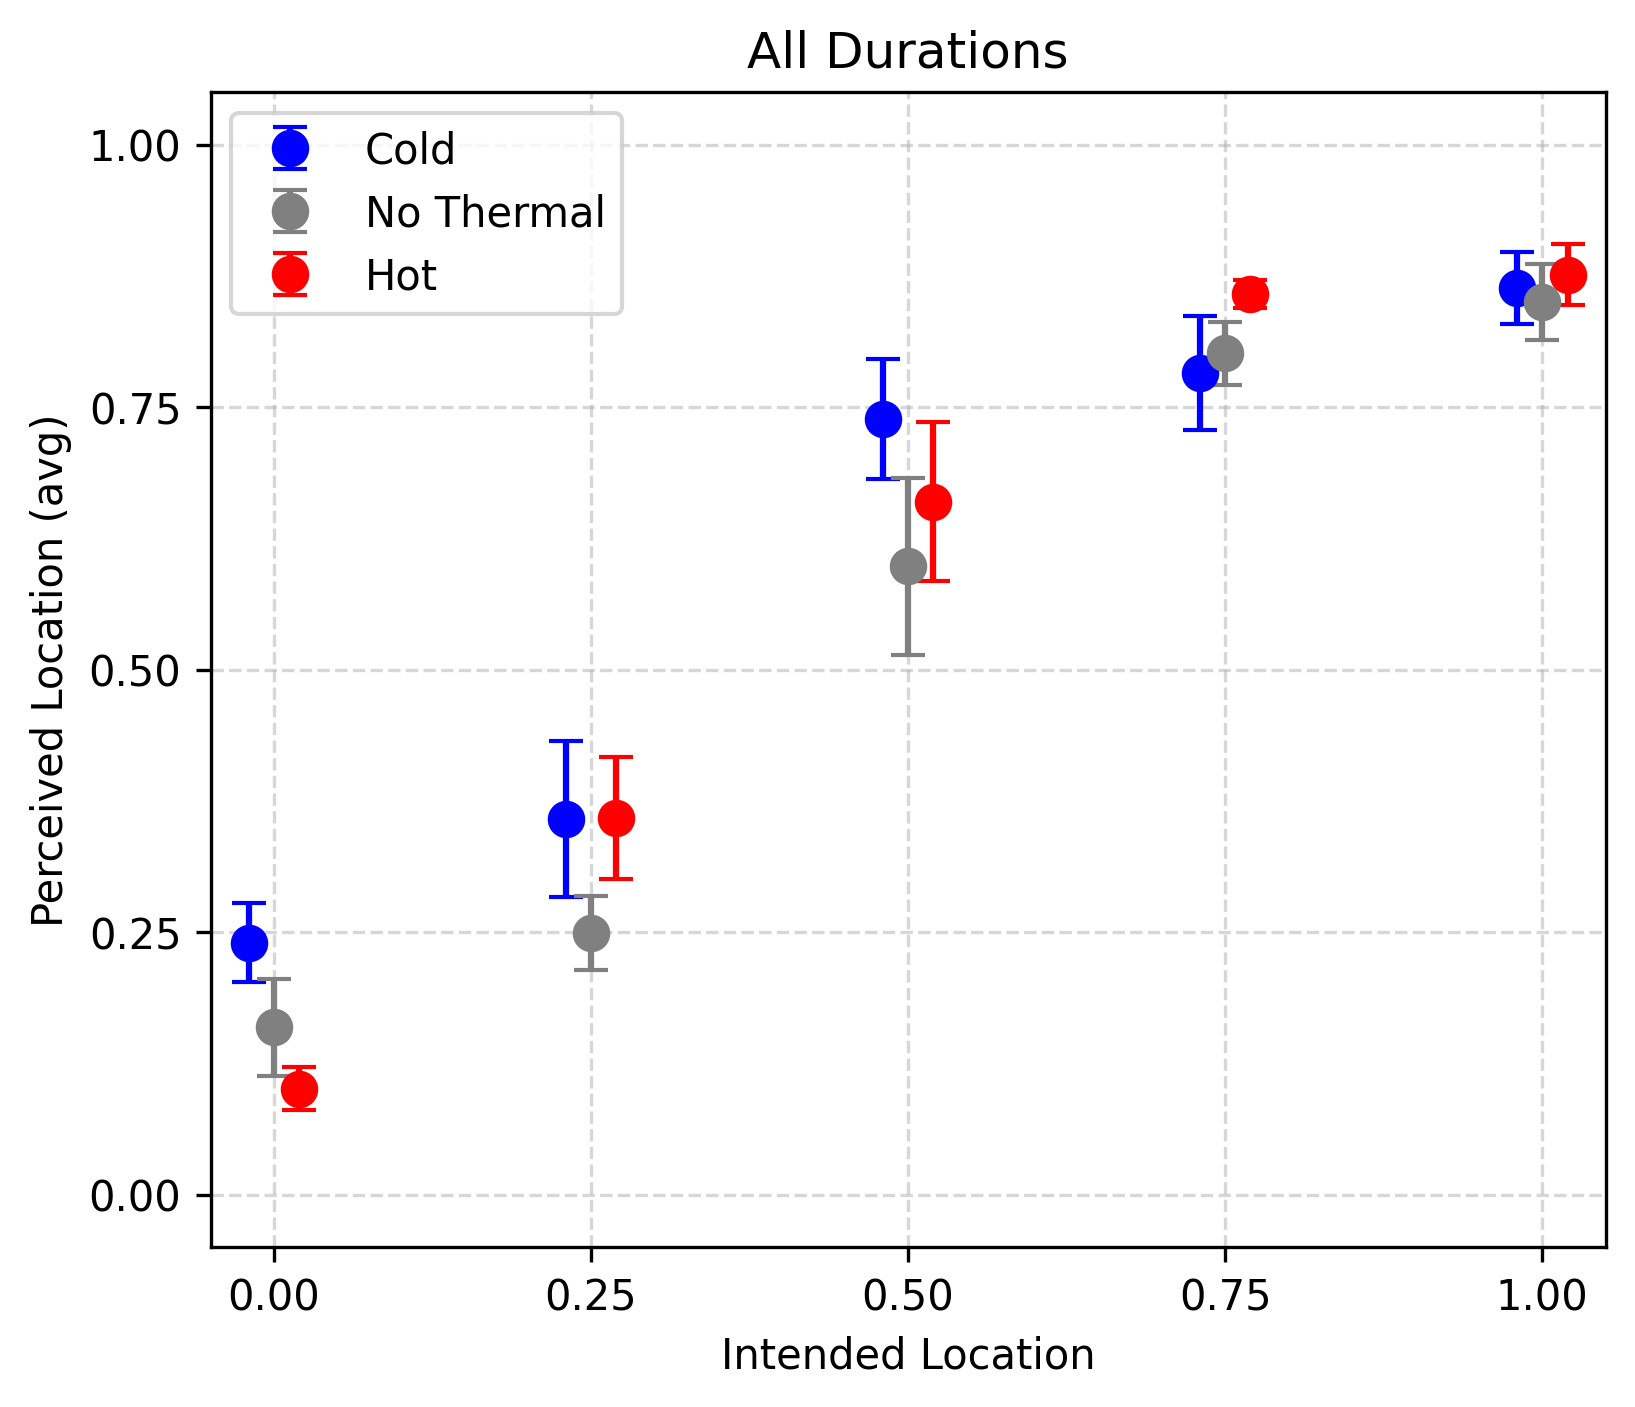 All Durations
Cold
No Thermal
Hot
1.00
0.75
0.50
0.25
0.00
Perceived Location (avg)
0.00 0.25 0.50 0.75 1.00
Intended Location